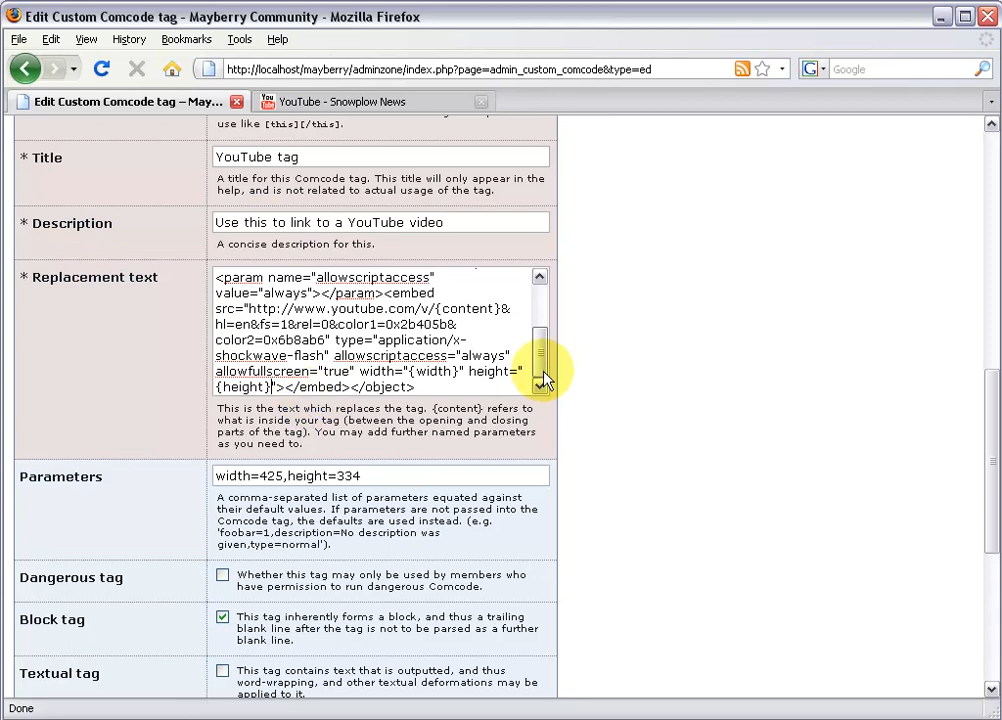 Edit Custom Comcode tag - Mayberry Community - Mozilla Firefox
File Edit View History Bookmarks Tools Help
http://localhost/mayberry/adminzone/index.php?page=admin_custom_comcode&type=ed
G Google
Edit Custom Comcode tag — May...
You Tube YouTube - Snowplow News
use like [this][/this].
* Title
YouTube tag
A title for this Comcode tag. This title will only appear in the
help, and is not related to actual usage of the tag.
* Description
Use this to link to a YouTube video
A concise description for this.
* Replacement text
<param name="allowscriptaccess"
value="always"></param><embed
src="http://www.youtube.com/v/{content}&
hl=en&fs=1&rel=0&color1=0x2b405b&
color2=0x6b8ab6" type="application/x-
shockwave-flash" allowscriptaccess="always"
allowfullscreen="true" width="{width}" height="
{height}"></embed></object>
This is the text which replaces the tag. {content} refers to
what is inside your tag (between the opening and closing
parts of the tag). You may add further named parameters
as you need to.
Parameters
width=425,height=334
A comma-separated list of parameters equated against
their default values. If parameters are not passed into the
Comcode tag, the defaults are used instead. (e.g.
'foobar=1,description=No description was
given,type=normal').
Dangerous tag
Whether this tag may only be used by members who
have permission to run dangerous Comcode.
Block tag
This tag inherently forms a block, and thus a trailing
blank line after the tag is not to be parsed as a further
blank line.
Textual tag
This tag contains text that is outputted, and thus
word-wrapping, and other textual deformations may be
applied to it.
Done